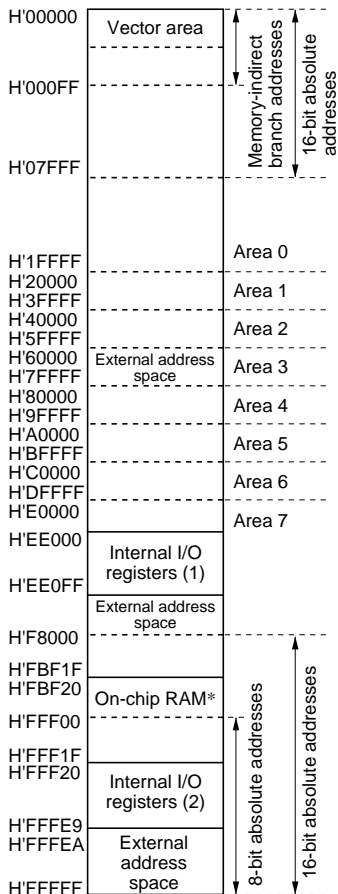 H'00000
Vector area
H'000FF
Memory-indirect
branch addresses
16-bit absolute
addresses
H'07FFF
H'1FFFF
Area 0
H'20000
Area 1
H'3FFFF
H'40000
Area 2
H'5FFFF
H'60000
External address
space
Area 3
H'7FFFF
H'80000
Area 4
H'9FFFF
H'A0000
Area 5
H'BFFFF
H'C0000
Area 6
H'DFFFF
H'E0000
Area 7
H'EE000
Internal I/O
registers (1)
H'EE0FF
External address
space
H'F8000
H'FBF1F
H'FBF20
On-chip RAM*
H'FFF00
H'FFF1F
H'FFF20
Internal I/O
registers (2)
H'FFFE9
H'FFFEA
External
address
space
H'FFFFF
8-bit absolute addresses
16-bit absolute addresses